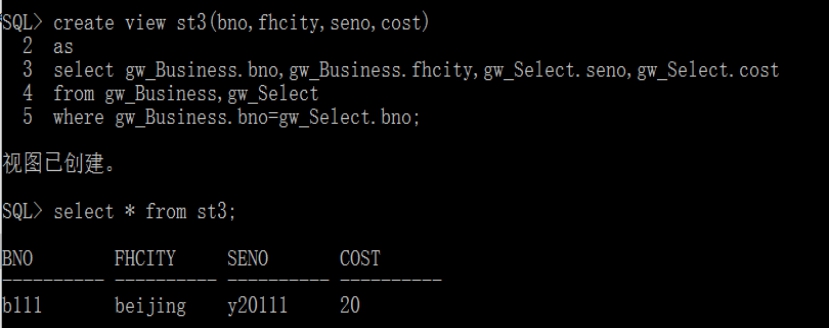 SQL> create view st3(bno,fhcity,seno,cost)
2 as
3 select gw_Business.bno,gw_Business.fhcity,gw_Select.seno,gw_Select.cost
4 from gw_Business,gw_Select
5 where gw_Business.bno=gw_Select.bno;
视图已创建。
SQL> select * from st3;
BNO FHCITY SENO COST
---------- ---------- ---------- ----------
b111 beijing y20111 20